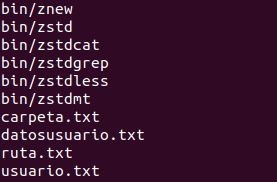 bin/znew
bin/zstd
bin/zstdcat
bin/zstdgrep
bin/zstdless
bin/zstdmt
carpeta.txt
datosusuario.txt
ruta.txt
usuario.txt